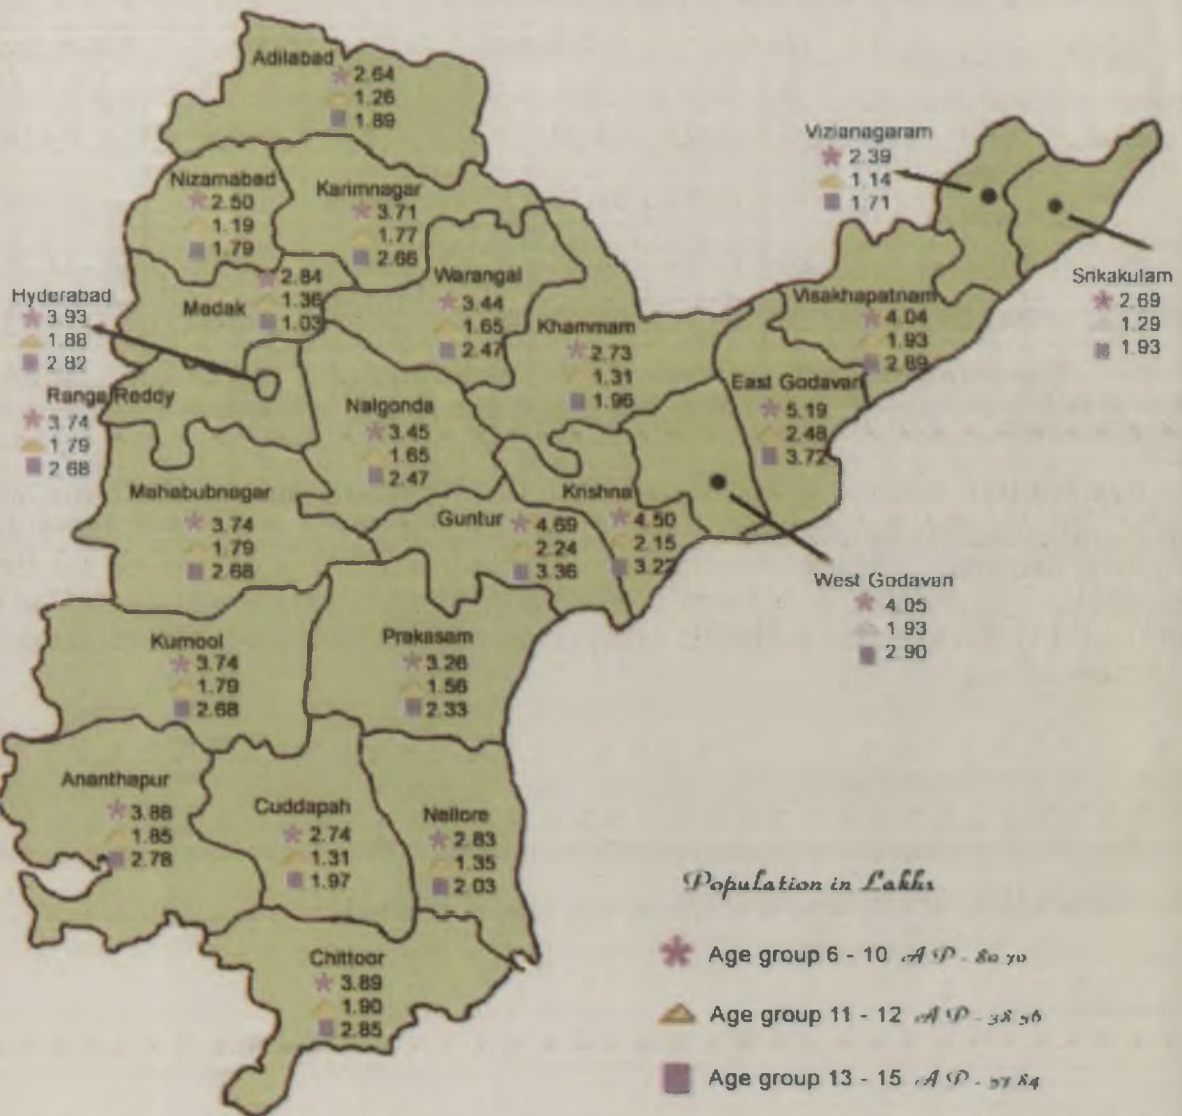 Adilabad
2.64
1.26
1.89
Nizamabad
2.50
1.19
1.79
Karimnagar
3.71
1.77
2.66
Vizianagaram
2.39
1.14
1.71
Srikakulam
2.69
1.29
1.93
Medak
2.84
1.36
1.03
Warangal
3.44
1.65
2.47
Khammam
2.73
1.31
1.96
Visakhapatnam
4.04
1.93
2.89
Hyderabad
3.93
1.88
2.82
Ranga Reddy
3.74
1.79
2.68
Nalgonda
3.45
1.65
2.47
East Godavari
5.19
2.48
3.72
Mahabubnagar
3.74
1.79
2.68
Guntur
4.69
2.24
3.36
Krishna
4.50
2.15
3.22
West Godavari
4.05
1.93
2.90
Kurnool
3.74
1.79
2.68
Prakasam
3.26
1.56
2.33
Ananthapur
3.88
1.85
2.78
Cuddapah
2.74
1.31
1.97
Nellore
2.83
1.35
2.03
Chittoor
3.89
1.90
2.85
Population in Lakhs
Age group 6 - 10 AP - 80.70
Age group 11 - 12 AP - 38.56
Age group 13 - 15 AP - 57.84